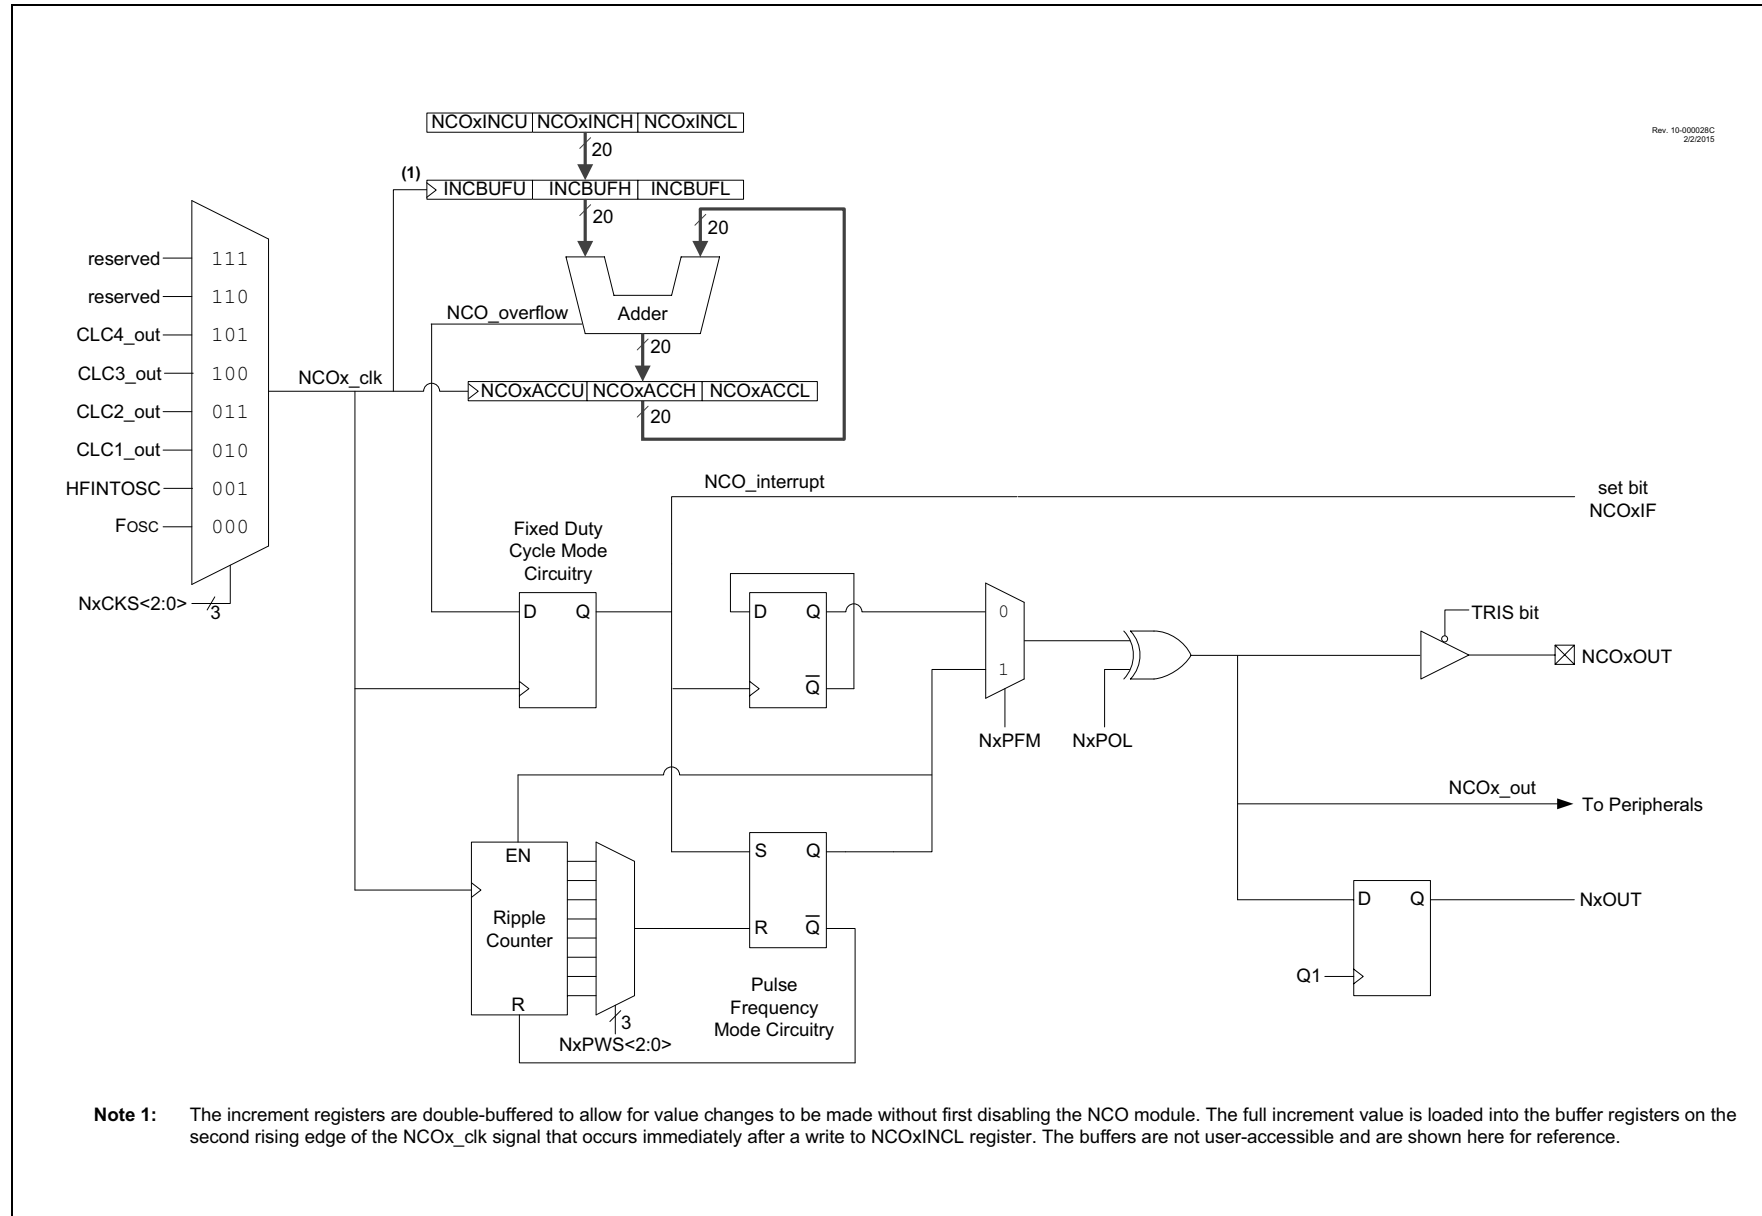 Rev. 10-000028C
2/2/2015
NCOxINCU NCOxINCH NCOxINCL
20
(1)
INCBUFU INCBUFH INCBUFL
20
20
reserved 111
reserved 110
CLC4_out 101
CLC3_out 100
CLC2_out 011
CLC1_out 010
HFINTOSC 001
FOSC 000
NxCKS<2:0>
3
NCOx_clk
NCO_overflow
Adder
20
NCOxACCU NCOxACCH NCOxACCL
20
NCO_interrupt
set bit
NCOxIF
Fixed Duty
Cycle Mode
Circuitry
D Q
D Q
Q
0
1
NxPFM
NxPOL
TRIS bit
NCOxOUT
NCOx_out
To Peripherals
EN
Ripple
Counter
R
3
NxPWS<2:0>
S Q
R Q
Pulse
Frequency
Mode Circuitry
D Q
NxOUT
Q1
Note 1: The increment registers are double-buffered to allow for value changes to be made without first disabling the NCO module. The full increment value is loaded into the buffer registers on the
second rising edge of the NCOx_clk signal that occurs immediately after a write to NCOxINCL register. The buffers are not user-accessible and are shown here for reference.